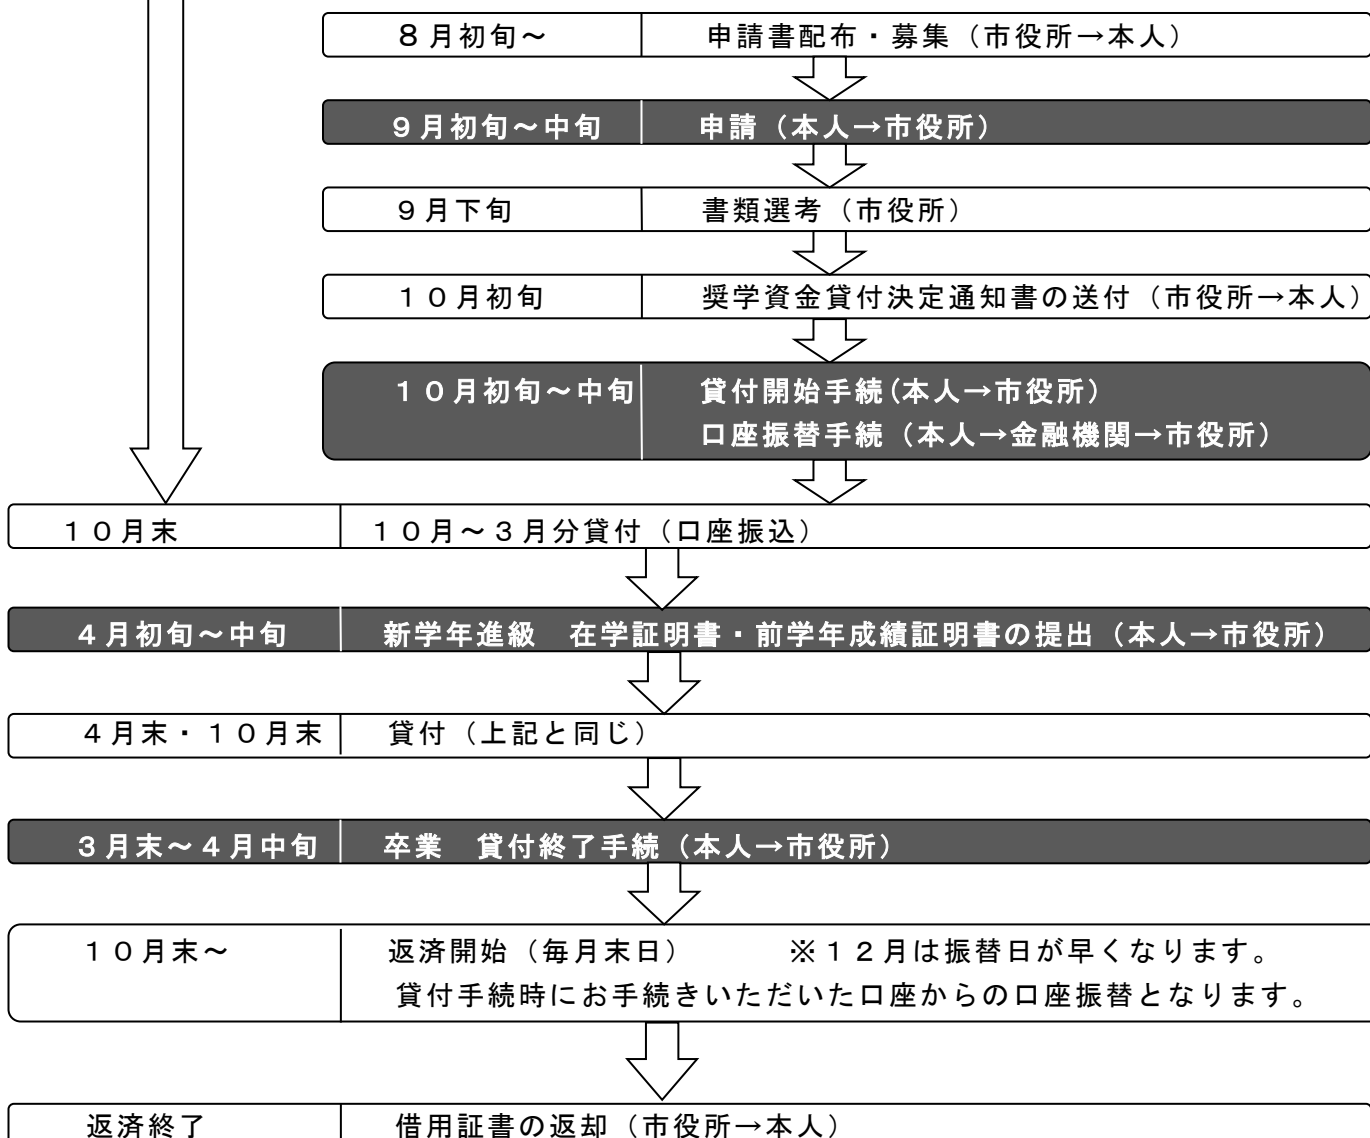 ８月初旬～ 申請書配布・募集（市役所→本人）
９月初旬～中旬 申請（本人→市役所）
９月下旬 書類選考（市役所）
１０月初旬 奨学資金貸付決定通知書の送付（市役所→本人）
１０月初旬～中旬 貸付開始手続(本人→市役所）
口座振替手続（本人→金融機関→市役所）
１０月末 １０月～３月分貸付（口座振込）
４月初旬～中旬 新学年進級　在学証明書・前学年成績証明書の提出（本人→市役所）
４月末・１０月末 貸付（上記と同じ）
３月末～４月中旬 卒業　貸付終了手続（本人→市役所）
１０月末～ 返済開始（毎月末日）　　　※１２月は振替日が早くなります。
貸付手続時にお手続きいただいた口座からの口座振替となります。
返済終了 借用証書の返却（市役所→本人）